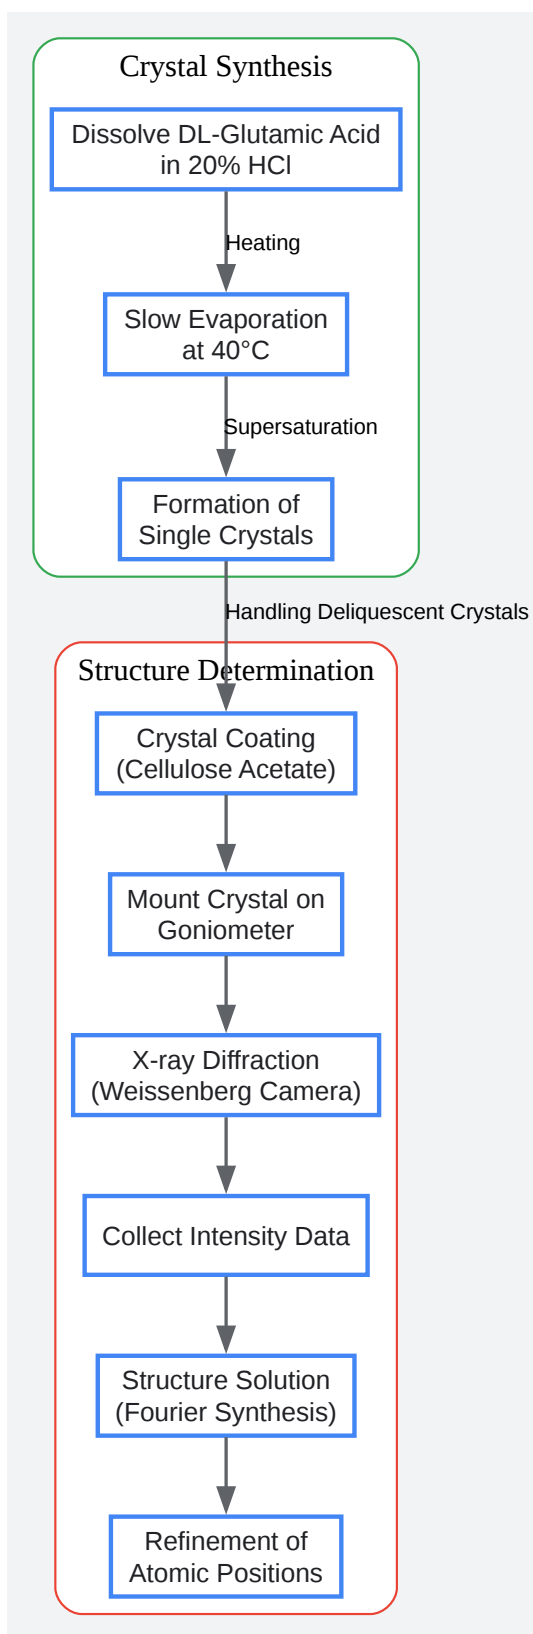 Crystal Synthesis
Dissolve DL-Glutamic Acid
in 20% HCl
Heating
Slow Evaporation
at 40°C
Supersaturation
Formation of
Single Crystals
Handling Deliquescent Crystals
Structure Determination
Crystal Coating
(Cellulose Acetate)
Mount Crystal on
Goniometer
X-ray Diffraction
(Weissenberg Camera)
Collect Intensity Data
Structure Solution
(Fourier Synthesis)
Refinement of
Atomic Positions